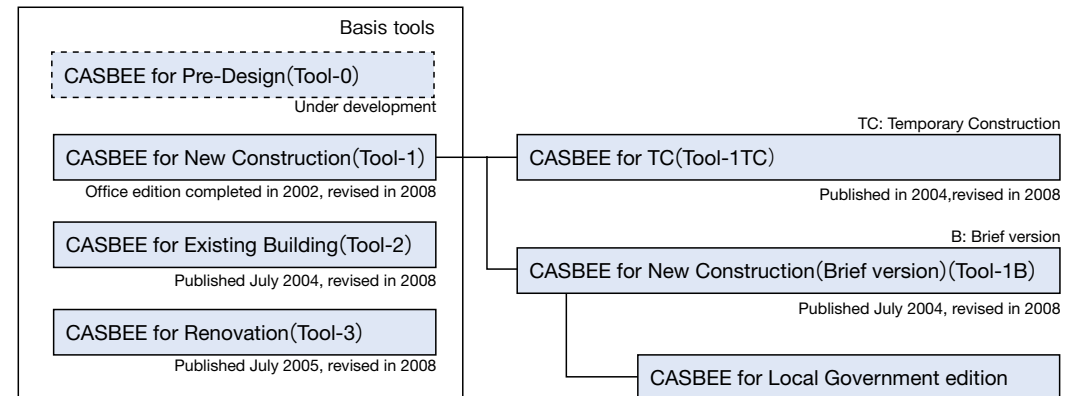 Basis tools
CASBEE for Pre-Design(Tool-0)
Under development
CASBEE for New Construction(Tool-1)
Office edition completed in 2002, revised in 2008
CASBEE for Existing Building(Tool-2)
Published July 2004, revised in 2008
CASBEE for Renovation(Tool-3)
Published July 2005, revised in 2008
TC: Temporary Construction
CASBEE for TC(Tool-1TC)
Published in 2004,revised in 2008
B: Brief version
CASBEE for New Construction(Brief version)(Tool-1B)
Published July 2004, revised in 2008
CASBEE for Local Government edition